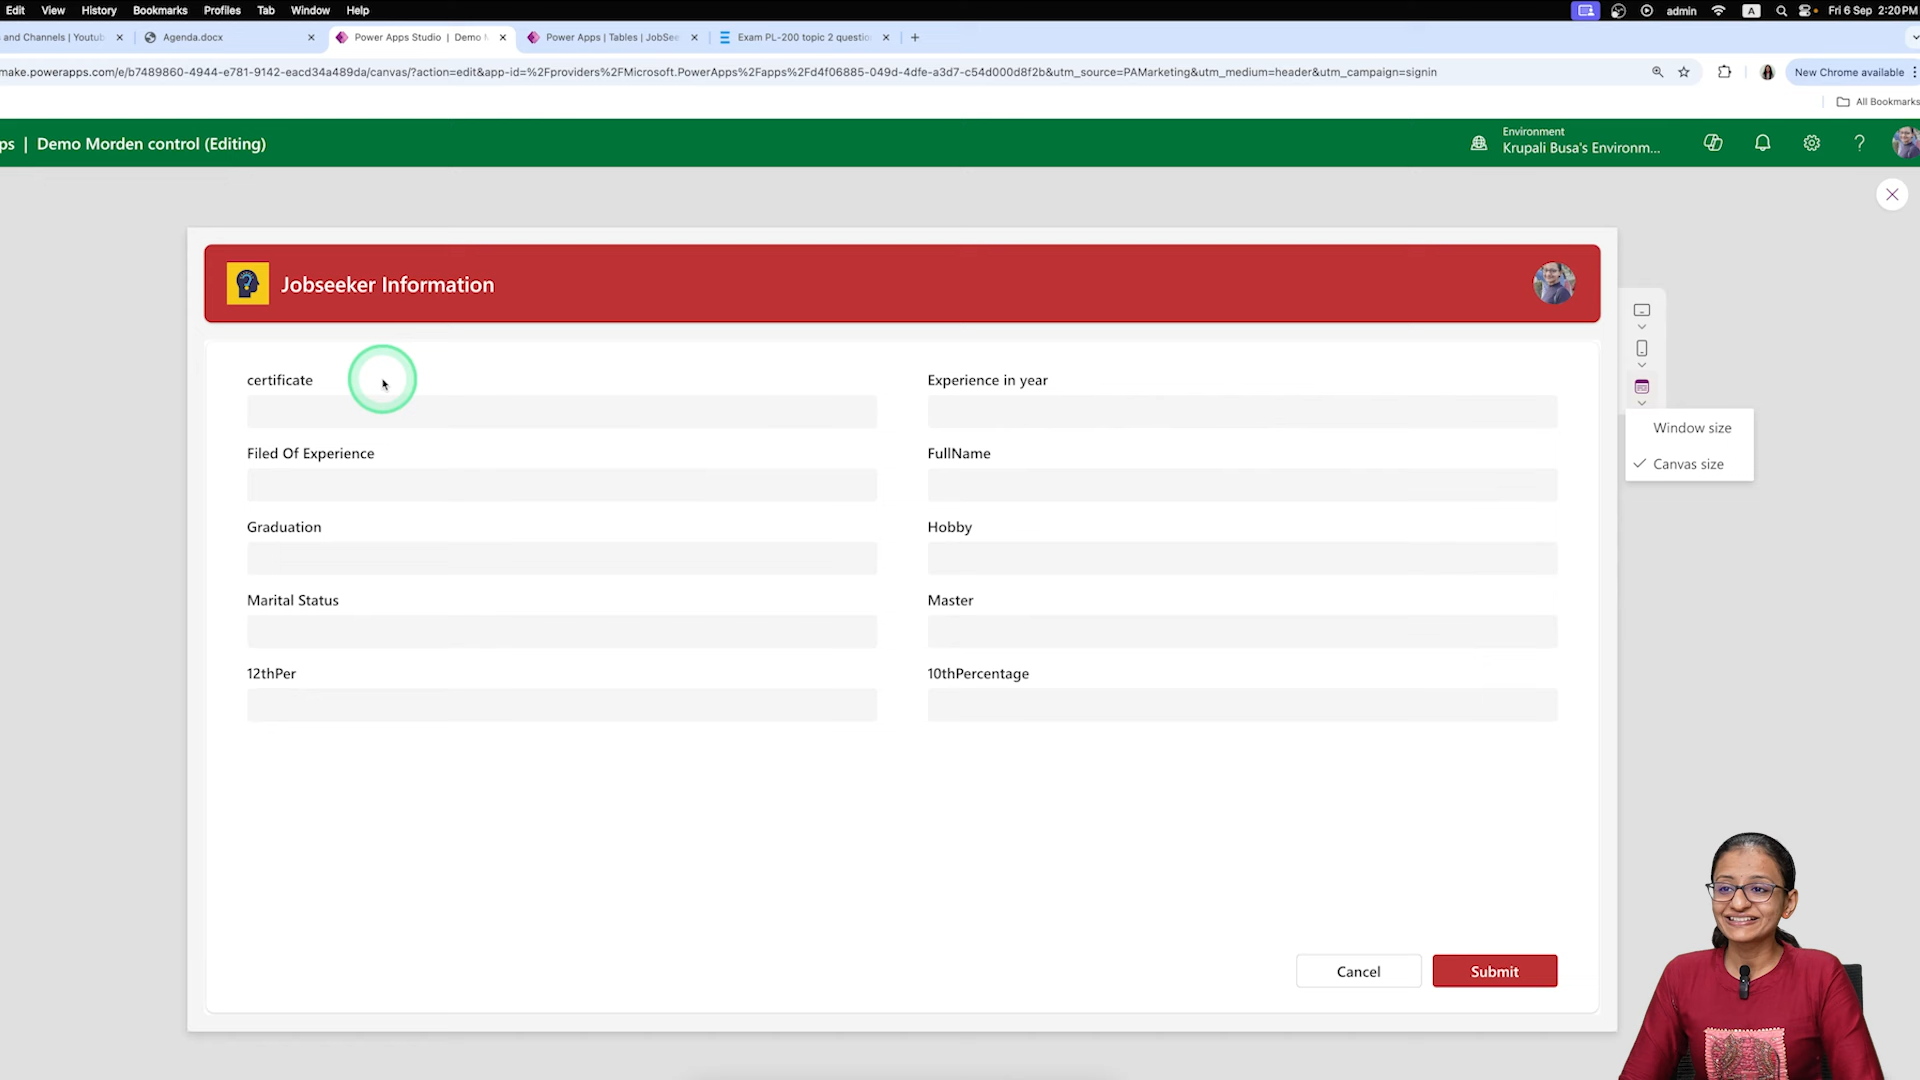 Edit View History Bookmarks Profiles Tab Window Help admin A Fri 6 Sep 2:20 PM
and Channels | Youtub Agenda.docx Power Apps Studio | Demo Power Apps | Tables | JobSee Exam PL-200 topic 2 questio
make.powerapps.com/e/b7489860-4944-e781-9142-eacd34a489da/canvas/?action=edit&app-id=%2Fproviders%2FMicrosoft.PowerApps%2Fapps%2Fd4f06885-049d-4dfe-a3d7-c54d000d8f2b&utm_source=PAMarketing&utm_medium=header&utm_campaign=signin New Chrome available
All Bookmarks
ps | Demo Morden control (Editing)
Environment
Krupali Busa's Environm...
Jobseeker Information
certificate Experience in year
Window size
Canvas size
Filed Of Experience FullName
Graduation Hobby
Marital Status Master
12thPer 10thPercentage
Cancel Submit